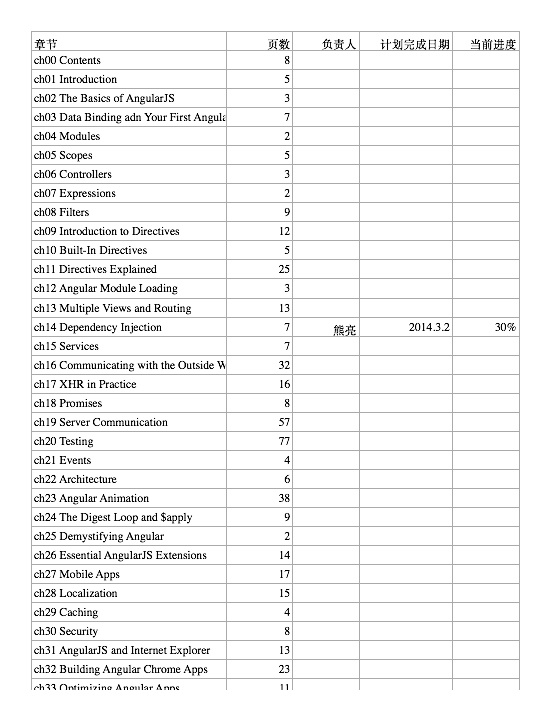 章节 页数 负责人 计划完成日期 当前进度
ch00 Contents 8
ch01 Introduction 5
ch02 The Basics of AngularJS 3
ch03 Data Binding adn Your First Angula 7
ch04 Modules 2
ch05 Scopes 5
ch06 Controllers 3
ch07 Expressions 2
ch08 Filters 9
ch09 Introduction to Directives 12
ch10 Built-In Directives 5
ch11 Directives Explained 25
ch12 Angular Module Loading 3
ch13 Multiple Views and Routing 13
ch14 Dependency Injection 7 熊亮 2014.3.2 30%
ch15 Services 7
ch16 Communicating with the Outside W 32
ch17 XHR in Practice 16
ch18 Promises 8
ch19 Server Communication 57
ch20 Testing 77
ch21 Events 4
ch22 Architecture 6
ch23 Angular Animation 38
ch24 The Digest Loop and $apply 9
ch25 Demystifying Angular 2
ch26 Essential AngularJS Extensions 14
ch27 Mobile Apps 17
ch28 Localization 15
ch29 Caching 4
ch30 Security 8
ch31 AngularJS and Internet Explorer 13
ch32 Building Angular Chrome Apps 23
ch33 Optimizing Angular Apps 11